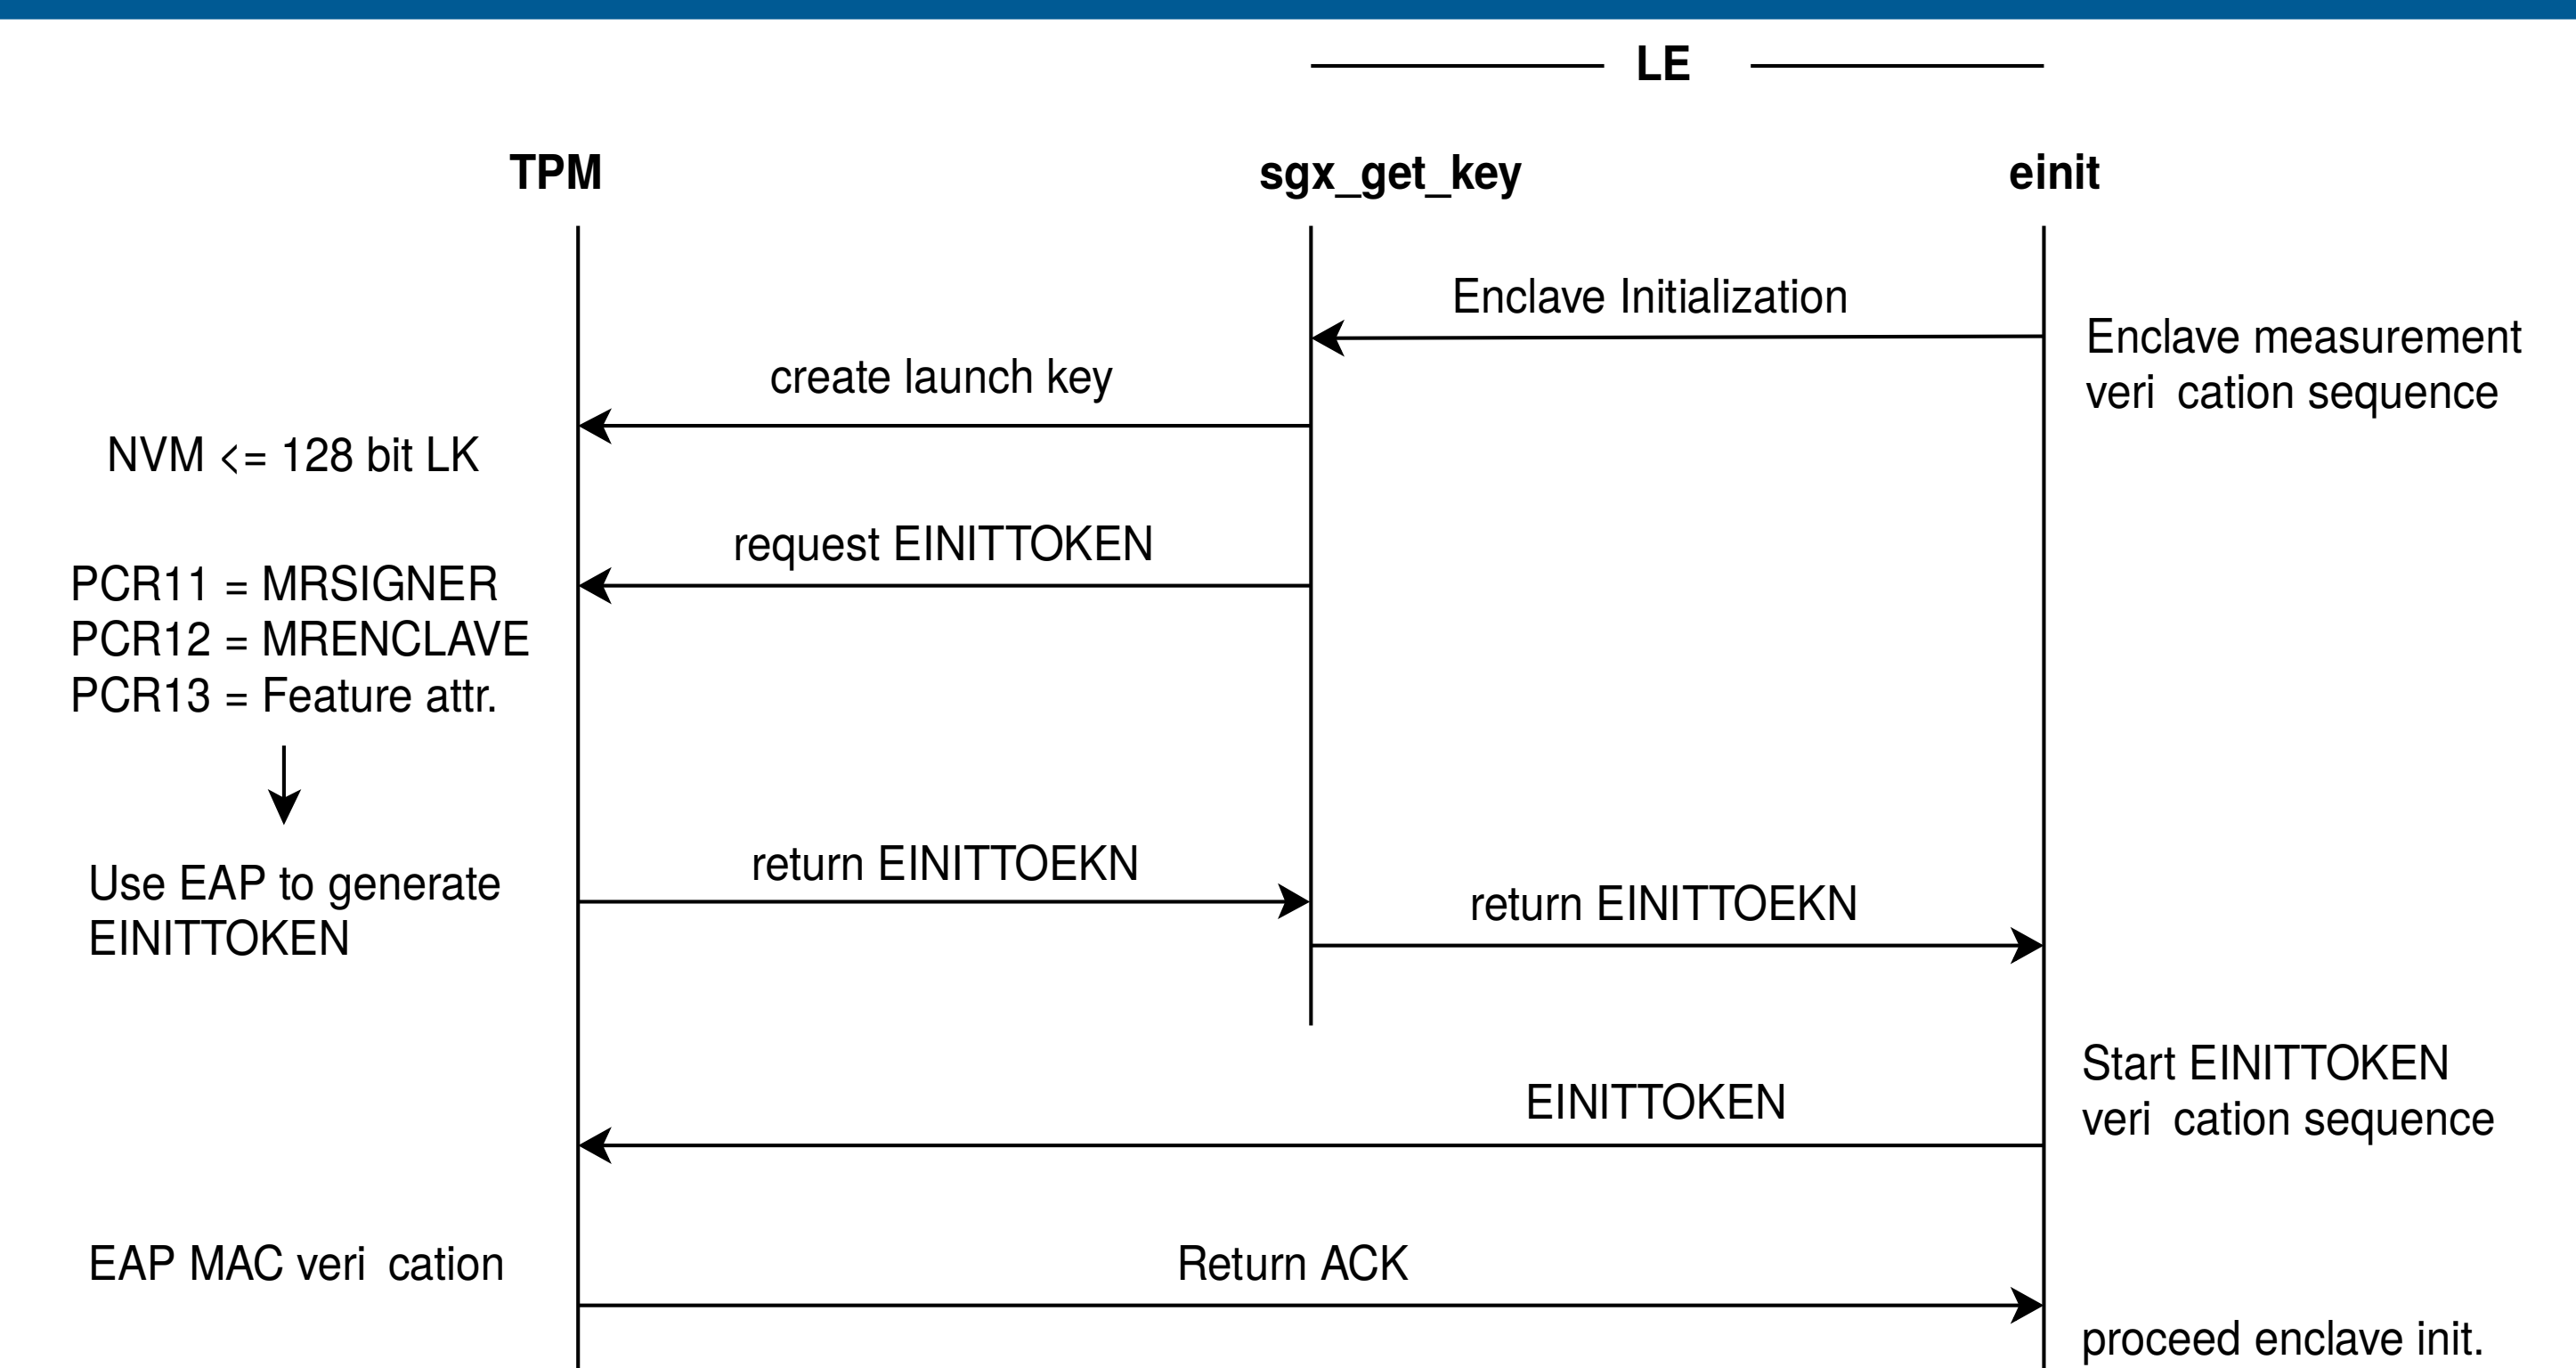 LE
TPM
sgx_get_key
einit
Enclave Initialization
Enclave measurement
veri cation sequence
create launch key
NVM <= 128 bit LK
request EINITTOKEN
PCR11 = MRSIGNER
PCR12 = MRENCLAVE
PCR13 = Feature attr.
return EINITTOEKN
Use EAP to generate
EINITTOKEN
return EINITTOEKN
Start EINITTOKEN
veri cation sequence
EINITTOKEN
EAP MAC veri cation
Return ACK
proceed enclave init.